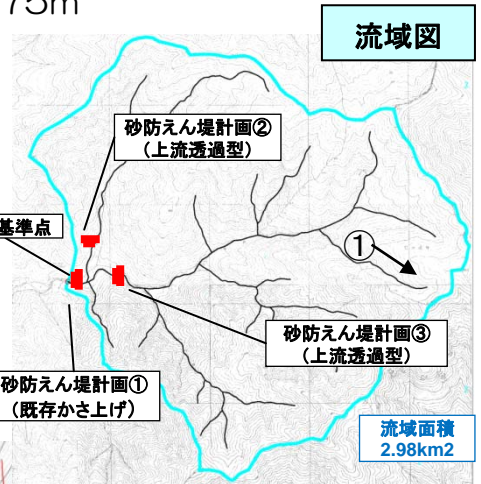 75m
流域図
砂防えん堤計画②
(上流透過型)
基準点
①
砂防えん堤計画③
(上流透過型)
砂防えん堤計画①
(既存かさ上げ)
流域面積
2.98km2